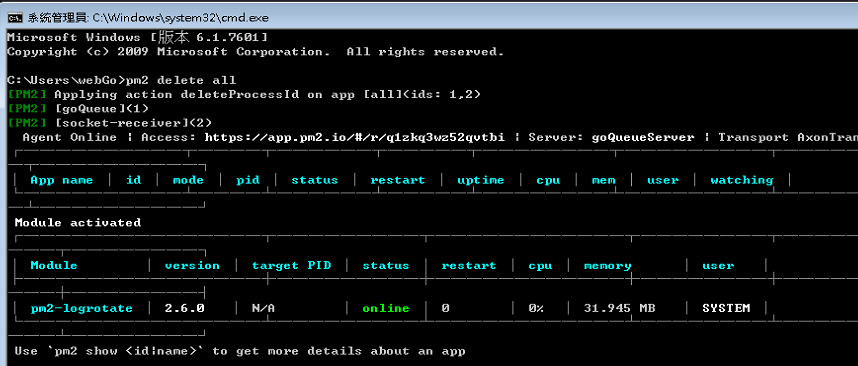 系統管理員: C:\Windows\system32\cmd.exe
Microsoft Windows [版本 6.1.7601]
Copyright (c) 2009 Microsoft Corporation.  All rights reserved.
C:\Users\webGo>pm2 delete all
[PM2] Applying action deleteProcessId on app [all](ids: 1,2)
[PM2] [goQueue](1)
[PM2] [socket-receiver](2)
Agent Online | Access: https://app.pm2.io/#/r/q1zkq3wz52qvtbi | Server: goQueueServer | Transport AxonTran
App name | id | mode | pid | status | restart | uptime | cpu | mem | user | watching |
Module activated
Module | version | target PID | status | restart | cpu | memory | user |
pm2-logrotate | 2.6.0 | N/A | online | 0 | 0% | 31.945 MB | SYSTEM |
Use `pm2 show <id|name>` to get more details about an app